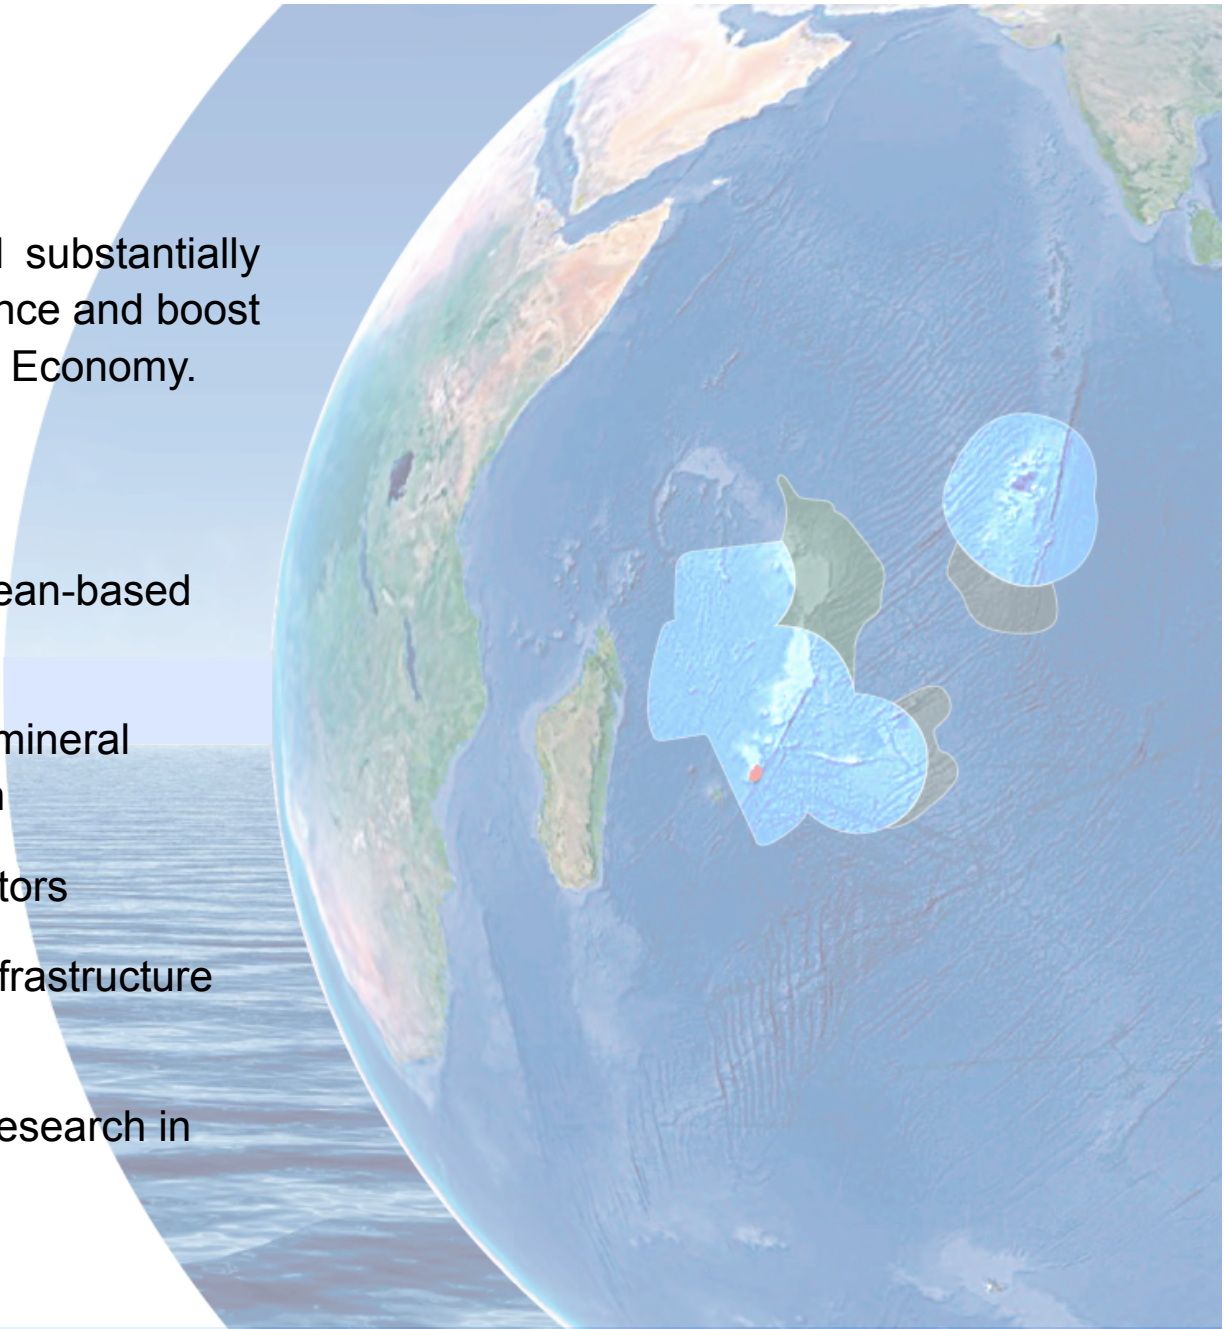 substantially
nce and boost
Economy.
ean-based
mineral
n
tors
frastructure
esearch in